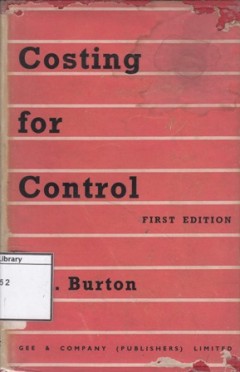 Costing
for
Control
FIRST EDITION
Library
52
. Burton
GEE & COMPANY (PUBLISHERS) LIMITED